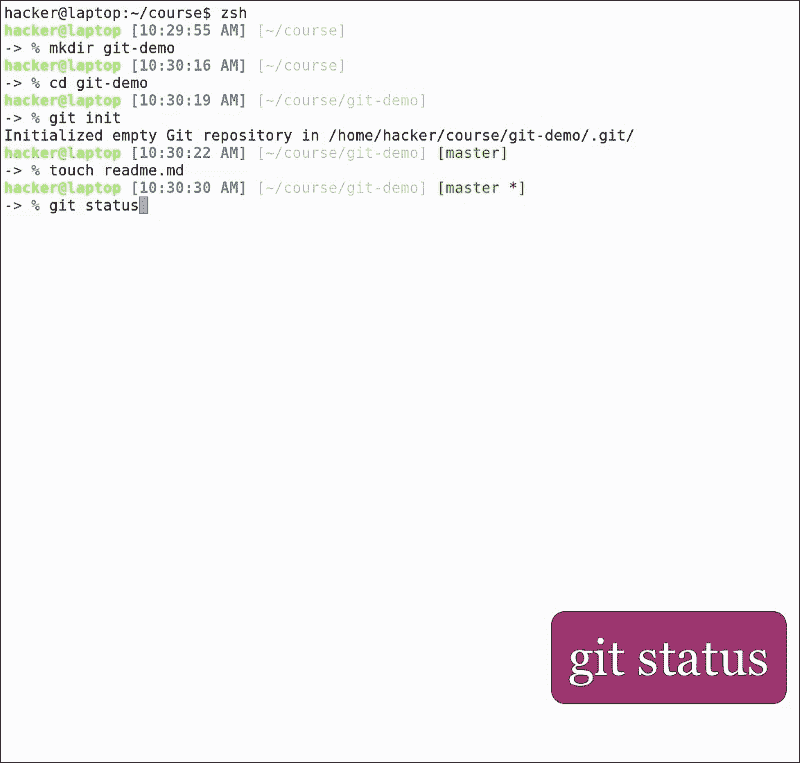 hacker@laptop:~/course$ zsh
hacker@laptop [10:29:55 AM] [~/course]
-> % mkdir git-demo
hacker@laptop [10:30:16 AM] [~/course]
-> % cd git-demo
hacker@laptop [10:30:19 AM] [~/course/git-demo]
-> % git init
Initialized empty Git repository in /home/hacker/course/git-demo/.git/
hacker@laptop [10:30:22 AM] [~/course/git-demo] [master]
-> % touch readme.md
hacker@laptop [10:30:30 AM] [~/course/git-demo] [master *]
-> % git status
git status